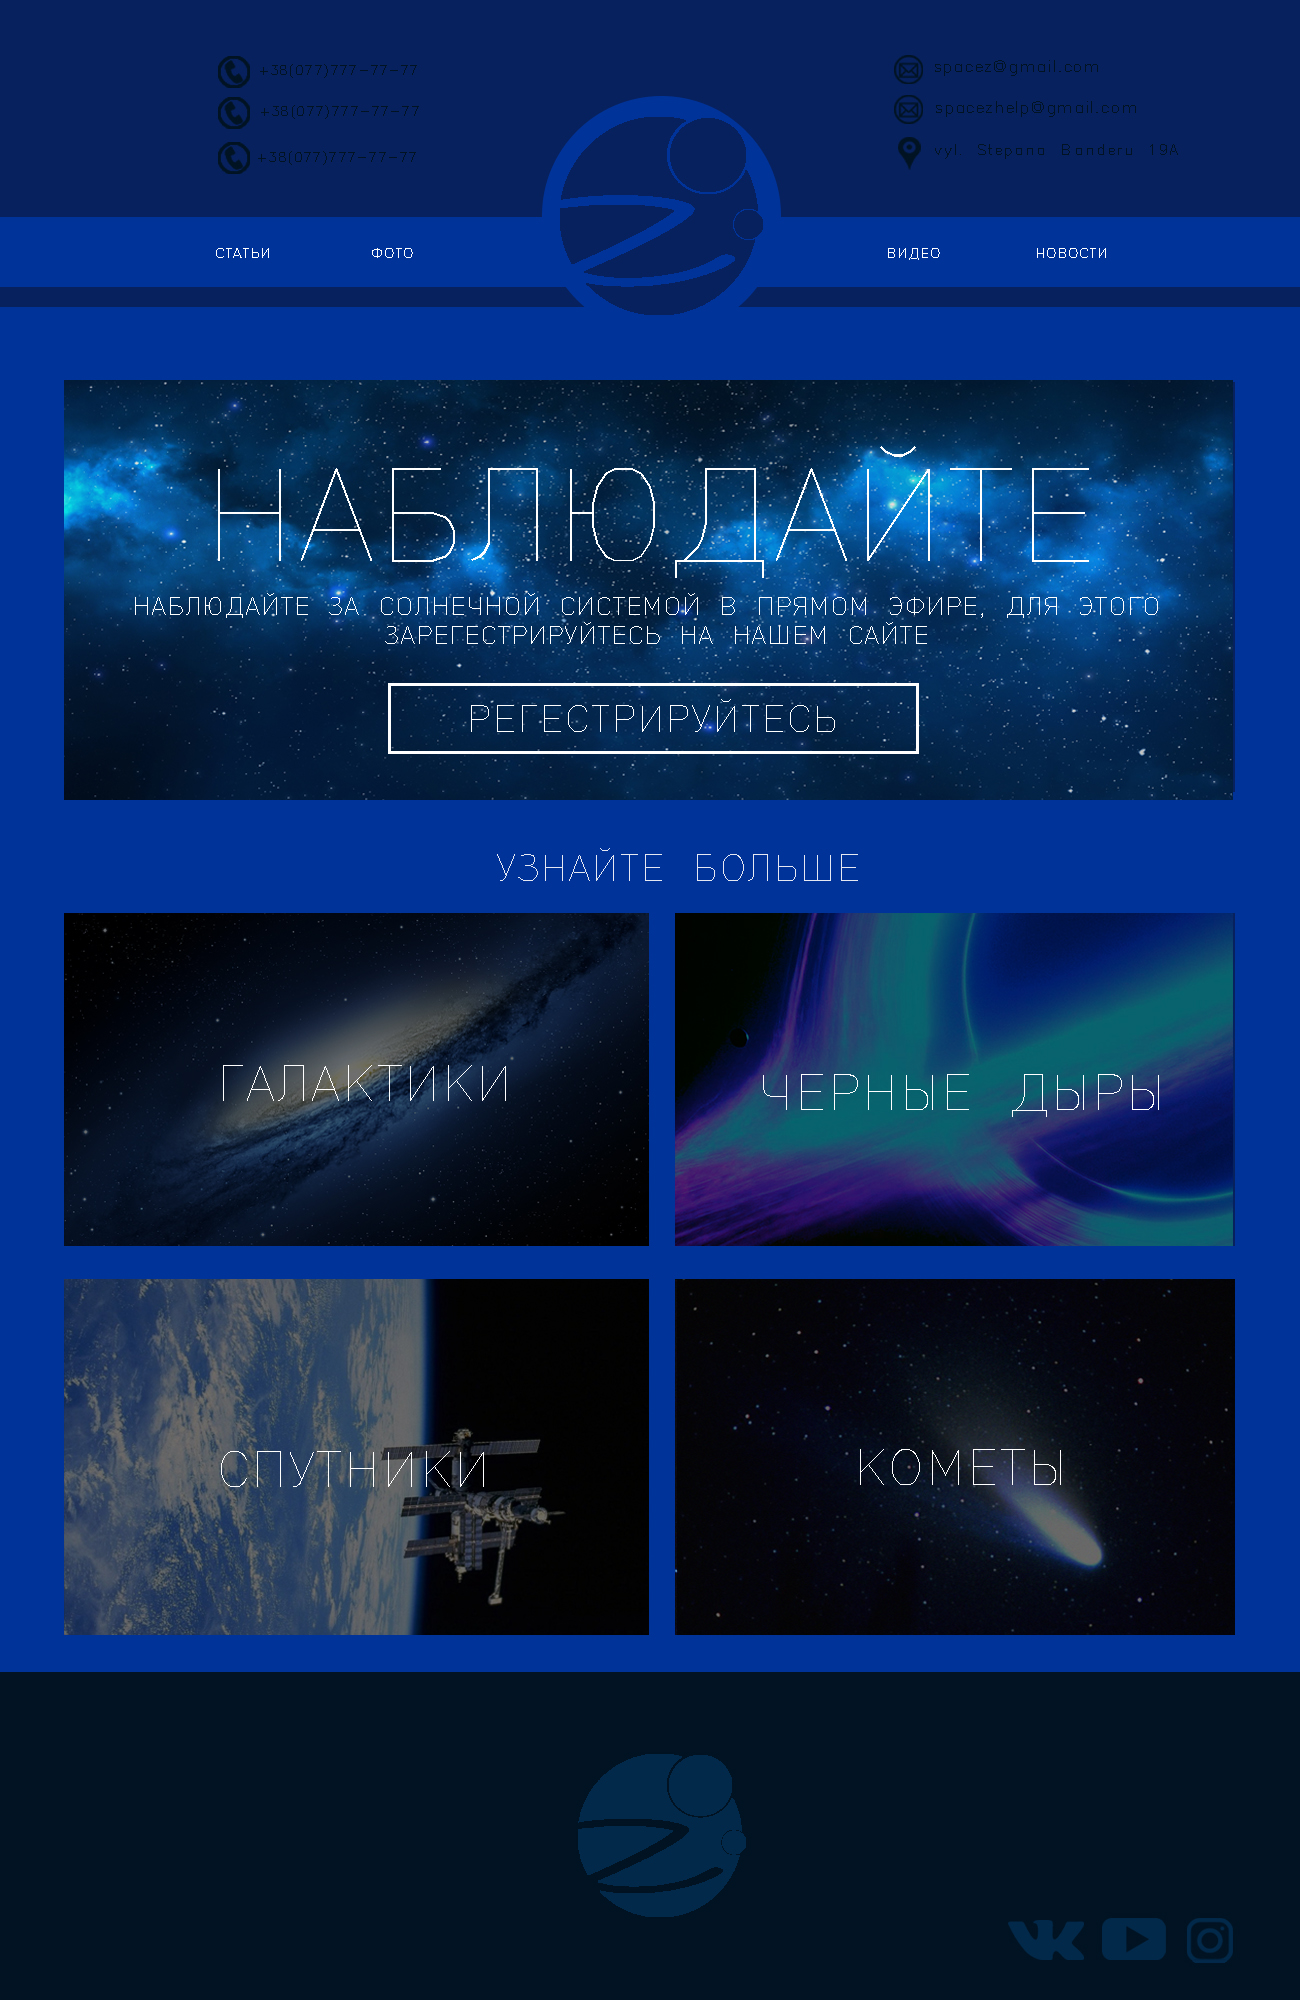 +38(077)777-77-77
+38(077)777-77-77
+38(077)777-77-77
spacez@gmail.com
spacezhelp@gmail.com
vyl. Stepana Banderu 19A
СТАТЬИ
ФОТО
ВИДЕО
НОВОСТИ
НАБЛЮДАЙТЕ
НАБЛЮДАЙТЕ ЗА СОЛНЕЧНОЙ СИСТЕМОЙ В ПРЯМОМ ЭФИРЕ, ДЛЯ ЭТОГО
ЗАРЕГЕСТРИРУЙТЕСЬ НА НАШЕМ САЙТЕ
РЕГЕСТРИРУЙТЕСЬ
УЗНАЙТЕ БОЛЬШЕ
ГАЛАКТИКИ
ЧЕРНЫЕ ДЫРЫ
СПУТНИКИ
КОМЕТЫ